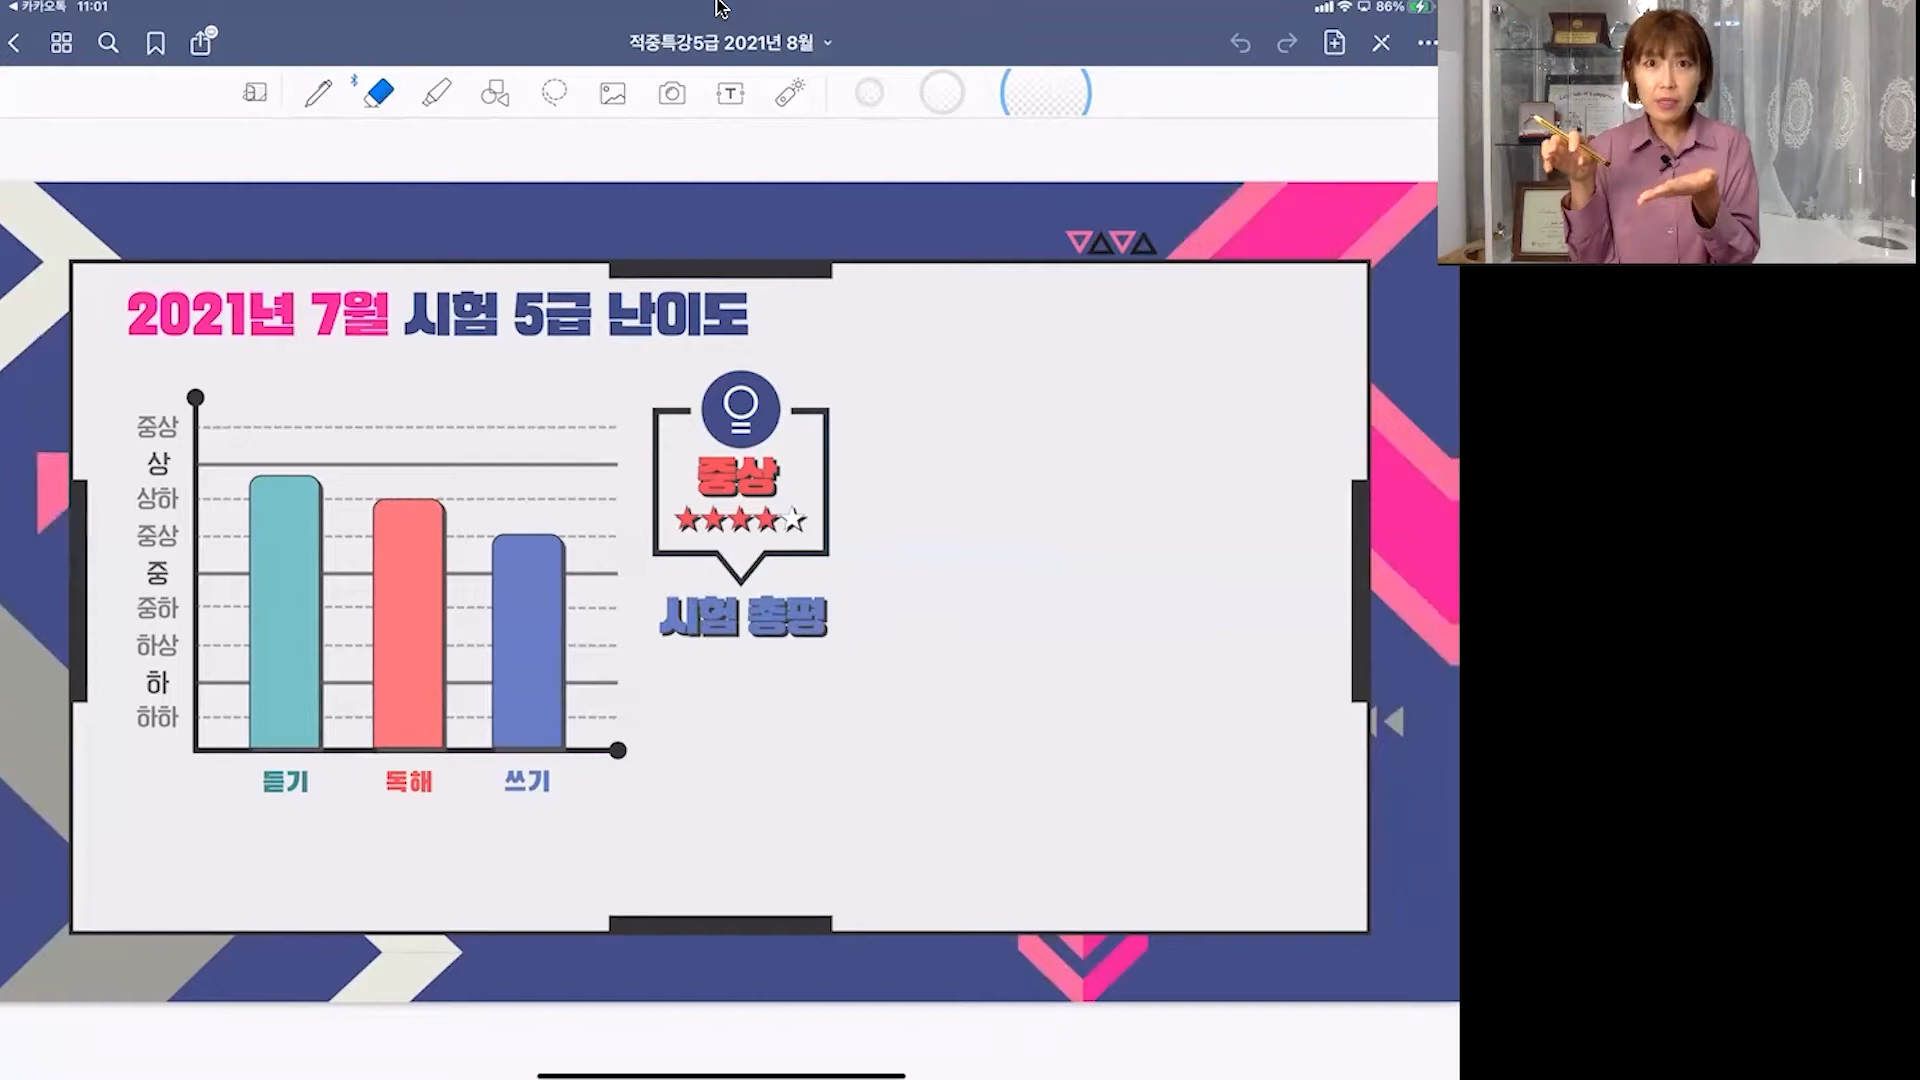 카카오톡 11:01
86%
적중특강5급 2021년 8월
T
2021년 7월 시험 5급 난이도
중상
상
상하
중상
중
중하
하상
하
하하
듣기 독해 쓰기
중상
시험 총평